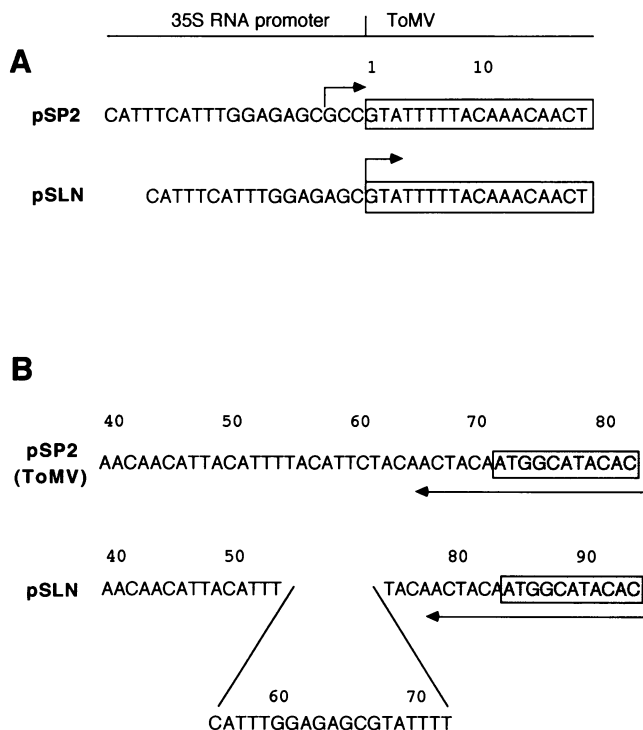 35S RNA promoter | ToMV
A
1 10
pSP2 CATTTCATTTGGAGAGCGCCGTATTTTTACAAACAACT
pSLN CATTTCATTTGGAGAGCGTATTTTTACAAACAACT
B
40 50 60 70 80
pSP2 AACAACATTACATTTTACATTCTACAACTACAATGGCATACAC
(ToMV)
40 50 80 90
pSLN AACAACATTACATTT TACAACTACAATGGCATACAC
60 70
CATTTGGAGAGCGTATTTT